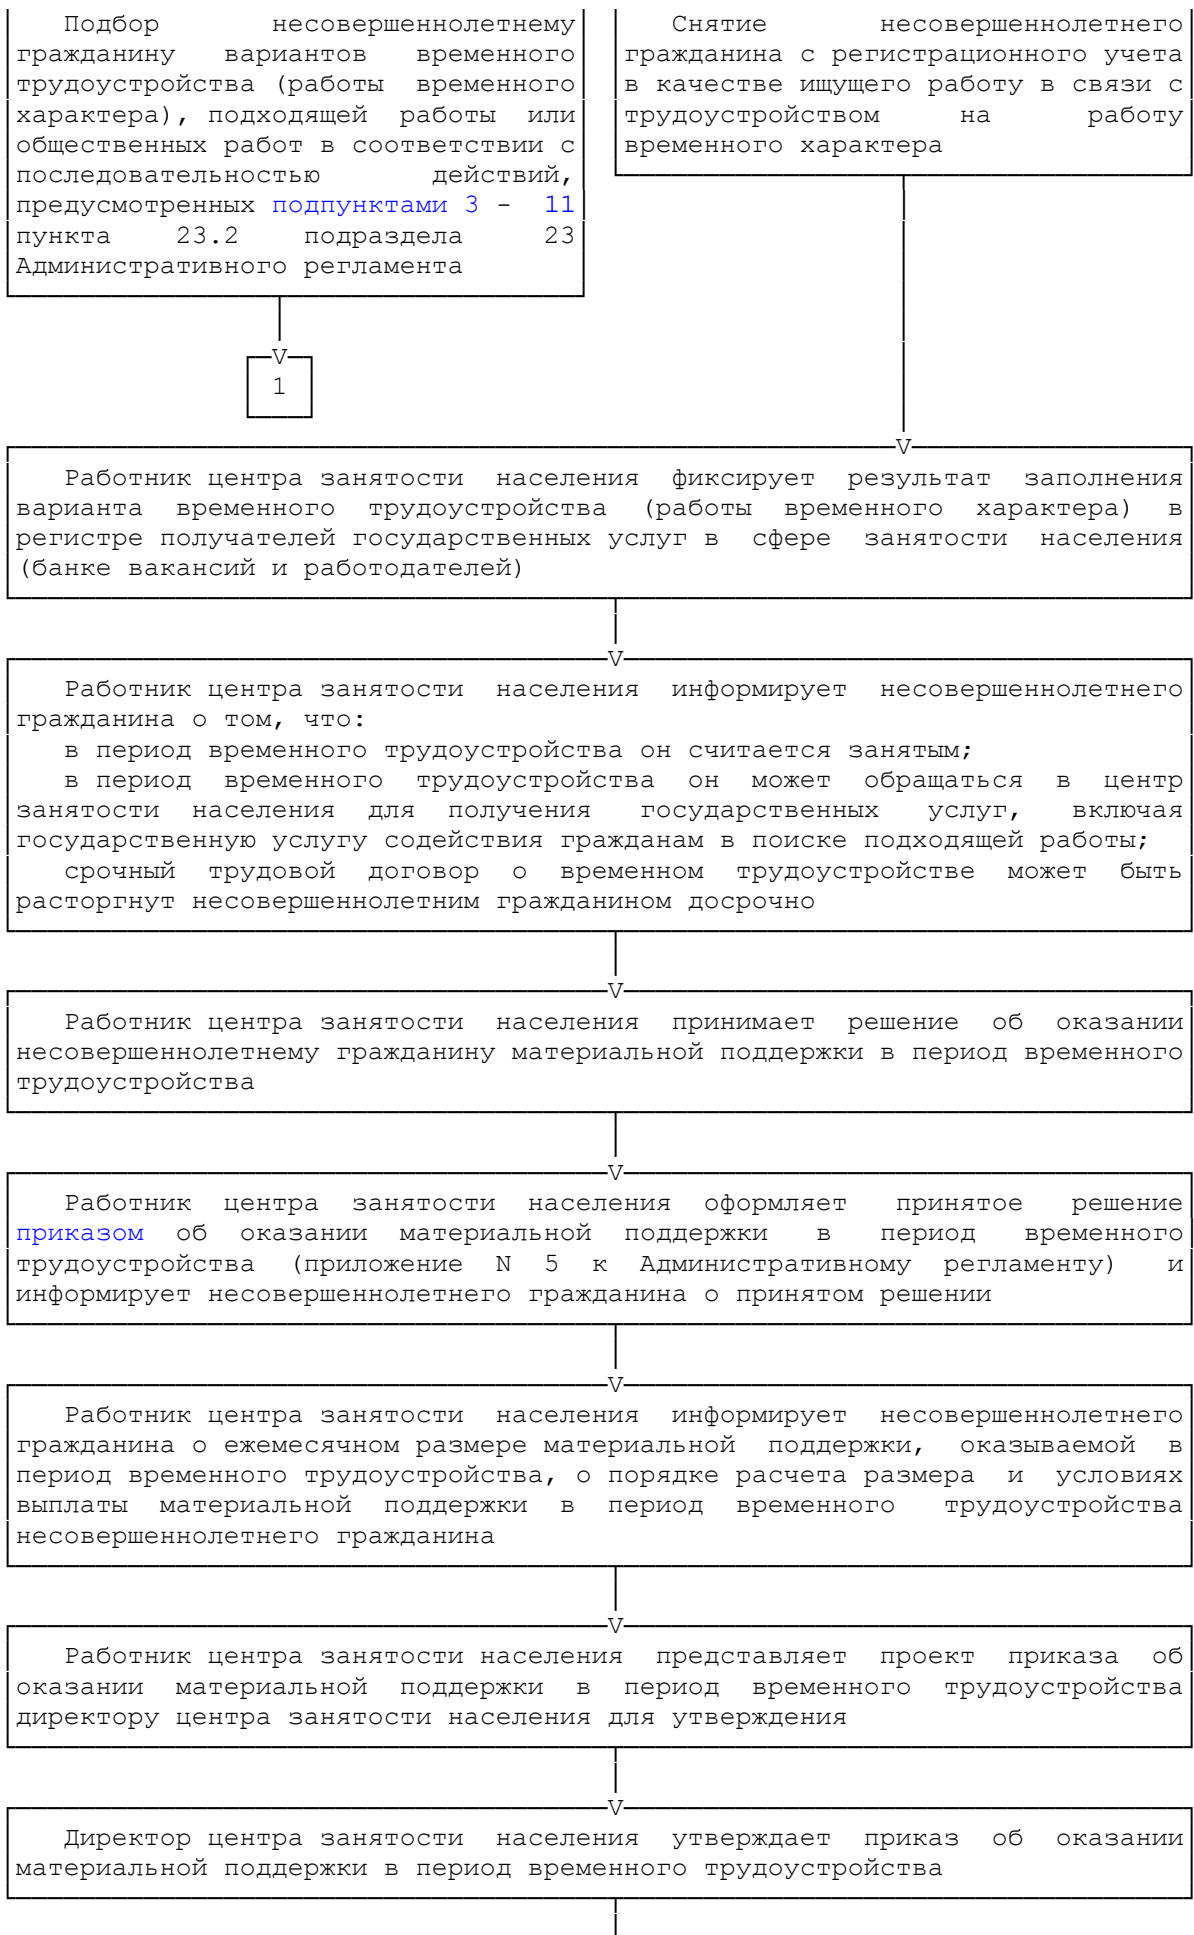 Подбор несовершеннолетнему
гражданину вариантов временного
трудоустройства (работы временного
характера), подходящей работы или
общественных работ в соответствии с
последовательностью действий,
предусмотренных подпунктами 3 - 11
пункта 23.2 подраздела 23
Административного регламента
Снятие несовершеннолетнего
гражданина с регистрационного учета
в качестве ищущего работу в связи с
трудоустройством на работу
временного характера
V
1
V
Работник центра занятости населения фиксирует результат заполнения
варианта временного трудоустройства (работы временного характера) в
регистре получателей государственных услуг в сфере занятости населения
(банке вакансий и работодателей)
V
Работник центра занятости населения информирует несовершеннолетнего
гражданина о том, что:
в период временного трудоустройства он считается занятым;
в период временного трудоустройства он может обращаться в центр
занятости населения для получения государственных услуг, включая
государственную услугу содействия гражданам в поиске подходящей работы;
срочный трудовой договор о временном трудоустройстве может быть
расторгнут несовершеннолетним гражданином досрочно
V
Работник центра занятости населения принимает решение об оказании
несовершеннолетнему гражданину материальной поддержки в период временного
трудоустройства
V
Работник центра занятости населения оформляет принятое решение
приказом об оказании материальной поддержки в период временного
трудоустройства (приложение N 5 к Административному регламенту) и
информирует несовершеннолетнего гражданина о принятом решении
V
Работник центра занятости населения информирует несовершеннолетнего
гражданина о ежемесячном размере материальной поддержки, оказываемой в
период временного трудоустройства, о порядке расчета размера и условиях
выплаты материальной поддержки в период временного трудоустройства
несовершеннолетнего гражданина
V
Работник центра занятости населения представляет проект приказа об
оказании материальной поддержки в период временного трудоустройства
директору центра занятости населения для утверждения
V
Директор центра занятости населения утверждает приказ об оказании
материальной поддержки в период временного трудоустройства